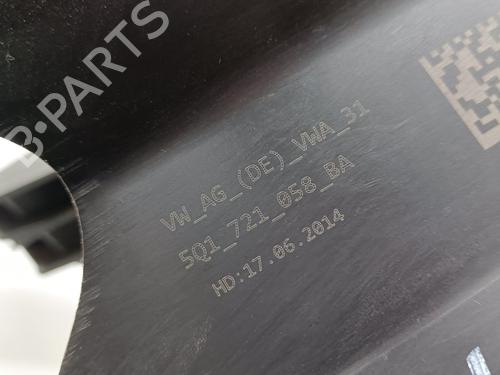 B-PARTS
VW_AG_(DE)_VWA_31
5Q1_721_058_BA
HD:17.06.2014